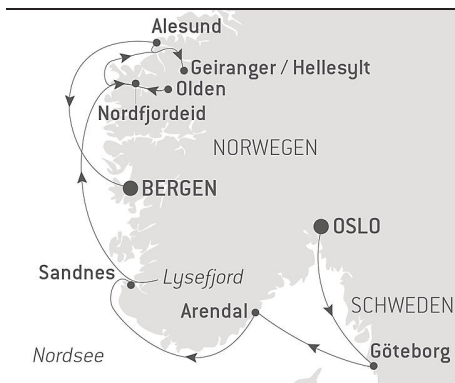 Alesund
Geiranger / Hellesylt
Olden
Nordfjordeid
NORWEGEN
BERGEN
OSLO
Sandnes
Lysefjord
SCHWEDEN
Arendal
Göteborg
Nordsee